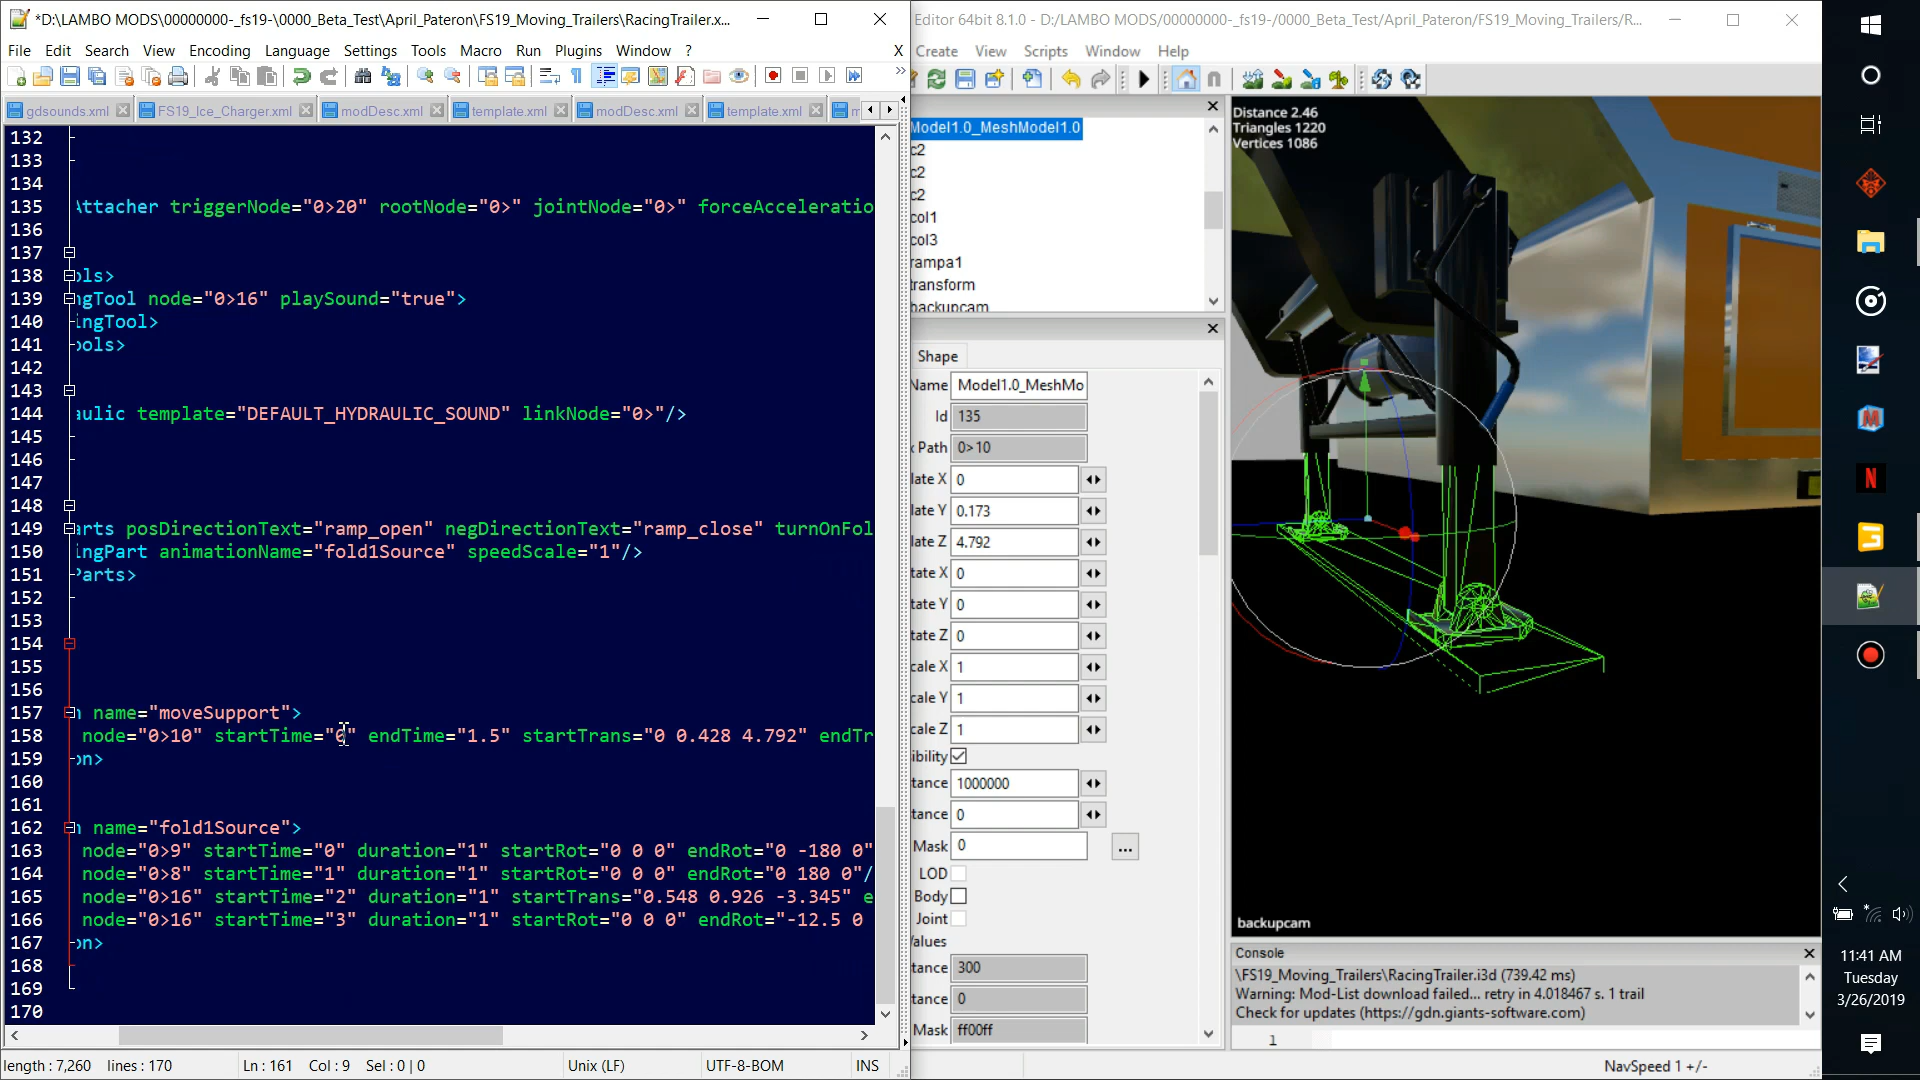 *D:\LAMBO MODS\00000000-_fs19-\0000_Beta_Test\April_Pateron\FS19_Moving_Trailers\RacingTrailer.x...
File Edit Search View Encoding Language Settings Tools Macro Run Plugins Window ? X
gdsounds.xml FS19_Ice_Charger.xml modDesc.xml template.xml modDesc.xml template.xml
132
133
134
135 Attacher triggerNode="0>20" rootNode="0>" jointNode="0>" forceAcceleratio
136
137
138 ols>
139 ngTool node="0>16" playSound="true">
140 ingTool>
141 ools>
142
143
144 aulic template="DEFAULT_HYDRAULIC_SOUND" linkNode="0>"/>
145
146
147
148
149 arts posDirectionText="ramp_open" negDirectionText="ramp_close" turnOnFol
150 ingPart animationName="fold1Source" speedScale="1"/>
151 Parts>
152
153
154
155
156
157 n name="moveSupport">
158 node="0>10" startTime="0" endTime="1.5" startTrans="0 0.428 4.792" endTr
159 on>
160
161
162 n name="fold1Source">
163 node="0>9" startTime="0" duration="1" startRot="0 0 0" endRot="0 -180 0"
164 node="0>8" startTime="1" duration="1" startRot="0 0 0" endRot="0 180 0"/
165 node="0>16" startTime="2" duration="1" startTrans="0.548 0.926 -3.345" e
166 node="0>16" startTime="3" duration="1" startRot="0 0 0" endRot="-12.5 0
167 on>
168
169
170
length : 7,260 lines : 170 Ln : 161 Col : 9 Sel : 0 | 0 Unix (LF) UTF-8-BOM INS
Editor 64bit 8.1.0 - D:/LAMBO MODS/00000000-_fs19-/0000_Beta_Test/April_Pateron/FS19_Moving_Trailers/R...
Create View Scripts Window Help
Model1.0_MeshModel1.0
c2
c2
c2
col1
col3
rampa1
transform
backupcam
Shape
Name Model1.0_MeshMo
Id 135
x Path 0>10
late X 0
late Y 0.173
late Z 4.792
tate X 0
tate Y 0
tate Z 0
cale X 1
cale Y 1
cale Z 1
ibility
tance 1000000
tance 0
Mask 0 ...
LOD
Body
Joint
Values
tance 300
tance 0
Mask ff00ff
Distance 2.46
Triangles 1220
Vertices 1086
backupcam
Console
\FS19_Moving_Trailers\RacingTrailer.i3d (739.42 ms)
Warning: Mod-List download failed... retry in 4.018467 s. 1 trail
Check for updates (https://gdn.giants-software.com)
1
NavSpeed 1 +/-
N
11:41 AM
Tuesday
3/26/2019